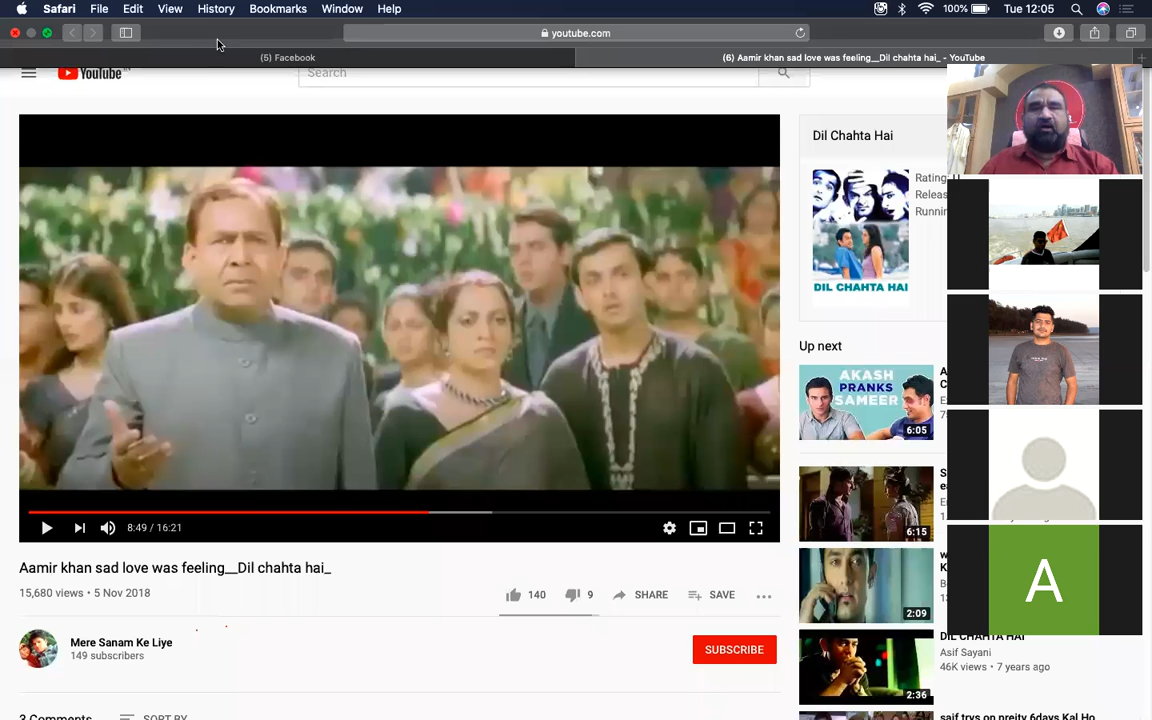 Safari File Edit View History Bookmarks Window Help 100% Tue 12:05
youtube.com
(5) Facebook
(6) Aamir khan sad love was feeling__Dil chahta hai_ - YouTube
YouTube
Search
Dil Chahta Hai
Rating
Releas
Runnin
DIL CHAHTA HAI
Up next
AKASH
PRANKS
SAMEER
6:05
6:15
2:09
8:49 / 16:21
Aamir khan sad love was feeling__Dil chahta hai_
15,680 views • 5 Nov 2018
140 9 SHARE SAVE
Mere Sanam Ke Liye
149 subscribers
SUBSCRIBE
A
DIL CHAHTA HAI
Asif Sayani
46K views • 7 years ago
2:36
saif trys on preity 6days Kal Ho
3 Comments SORT BY